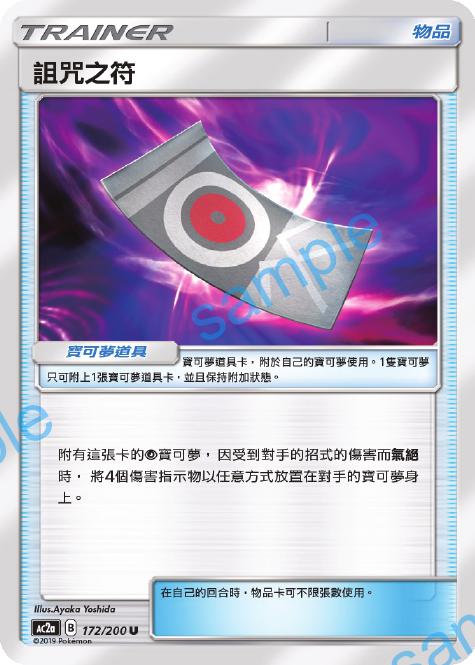 TRAINER
物品
詛咒之符
sample
寶可夢道具
寶可夢道具卡，附於自己的寶可夢使用。1隻寶可夢
只可附上1張寶可夢道具卡，並且保持附加狀態。
附有這張卡的寶可夢，因受到對手的招式的傷害而氣絕
時，將4個傷害指示物以任意方式放置在對手的寶可夢身
上。
在自己的回合時，物品卡可不限張數使用。
Illus.Ayaka Yoshida
AC2a B 172/200 U
©2019 Pokémon
ple
sample